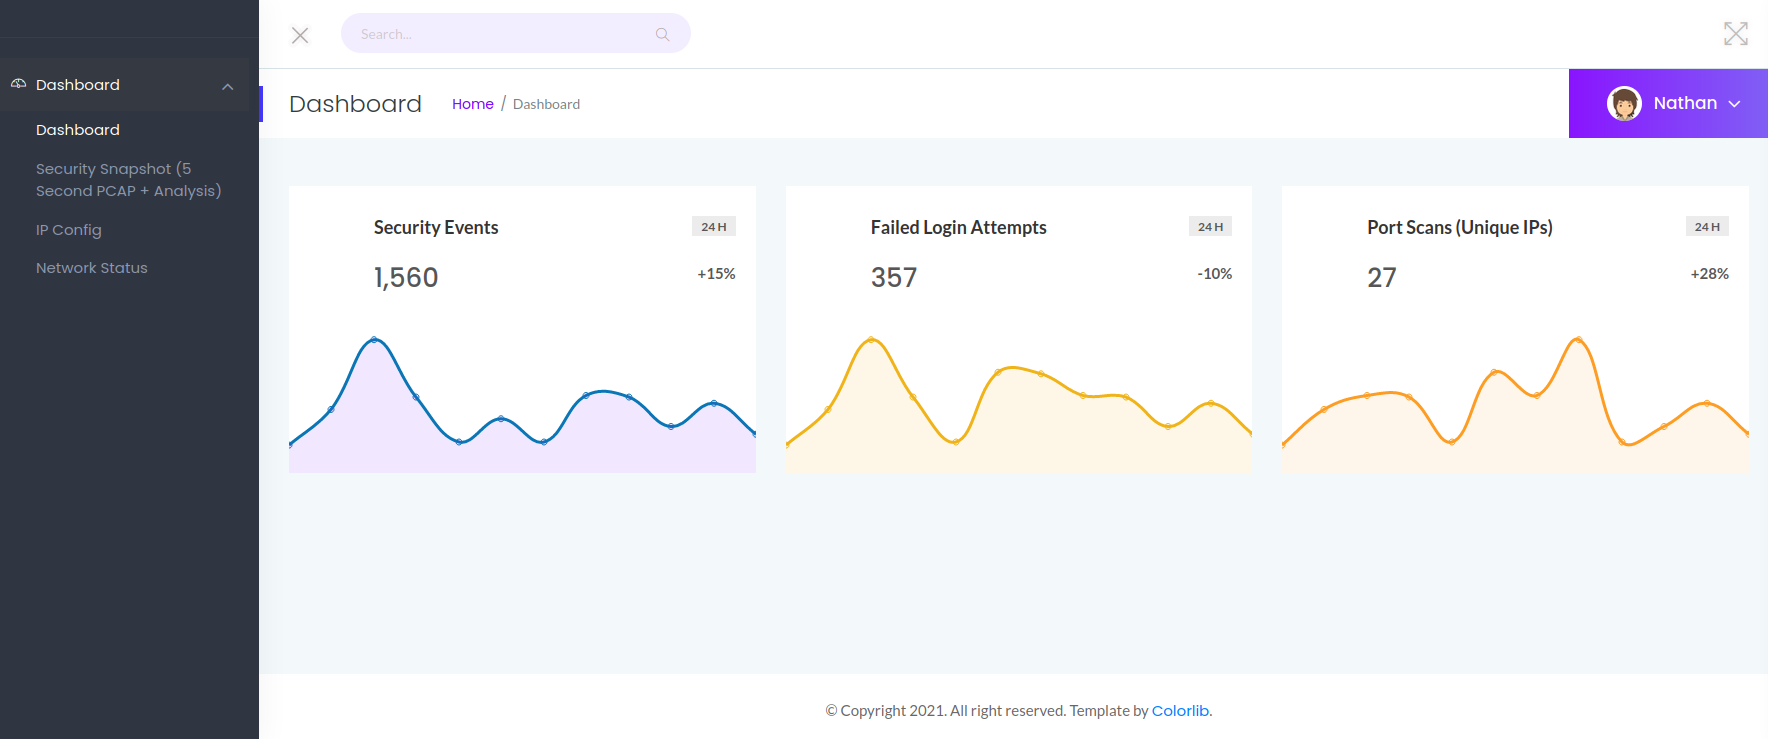 Search...
Dashboard
Dashboard
Security Snapshot (5
Second PCAP + Analysis)
IP Config
Network Status
Dashboard
Home / Dashboard
Nathan
Security Events
24 H
1,560
+15%
Failed Login Attempts
24 H
357
-10%
Port Scans (Unique IPs)
24 H
27
+28%
© Copyright 2021. All right reserved. Template by Colorlib.